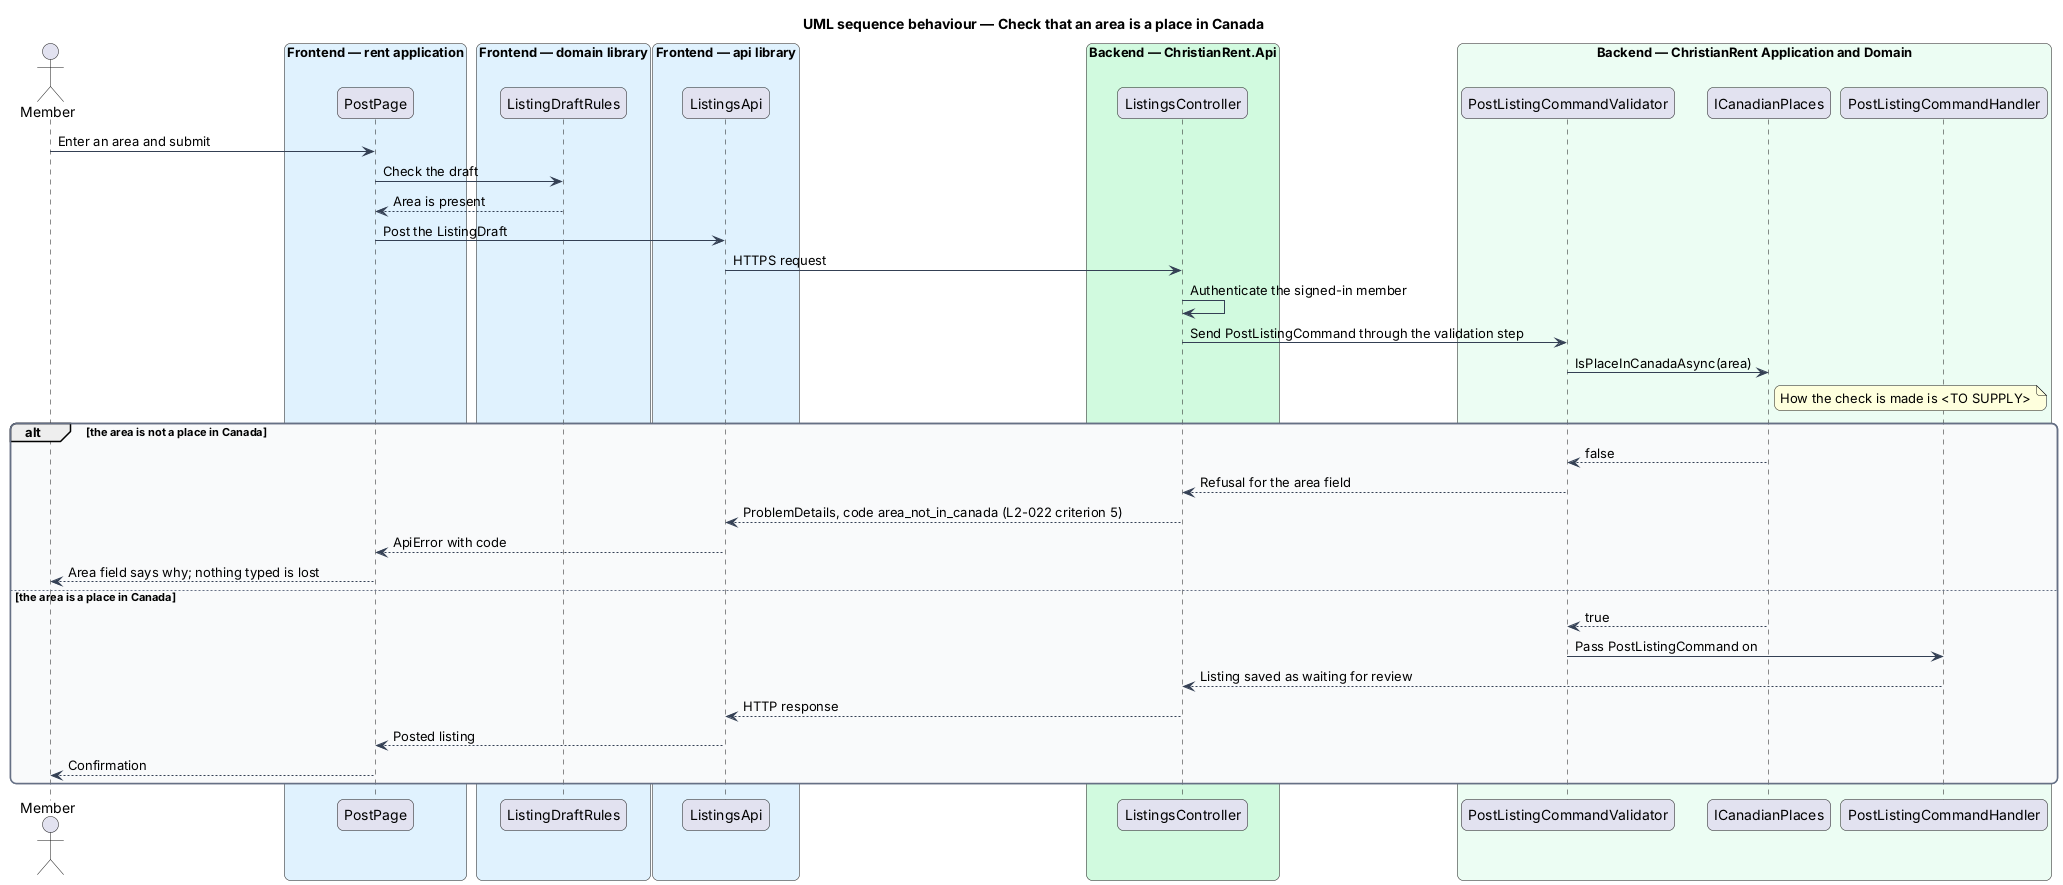 UML sequence behaviour — Check that an area is a place in Canada
Frontend — rent application
Frontend — domain library
Frontend — api library
Backend — ChristianRent.Api
Backend — ChristianRent Application and Domain
Member
PostPage
ListingDraftRules
ListingsApi
ListingsController
PostListingCommandValidator
ICanadianPlaces
PostListingCommandHandler
Enter an area and submit
Check the draft
Area is present
Post the ListingDraft
HTTPS request
Authenticate the signed-in member
Send PostListingCommand through the validation step
IsPlaceInCanadaAsync(area)
How the check is made is <TO SUPPLY>
alt
[the area is not a place in Canada]
false
Refusal for the area field
ProblemDetails, code area_not_in_canada (L2-022 criterion 5)
ApiError with code
Area field says why; nothing typed is lost
[the area is a place in Canada]
true
Pass PostListingCommand on
Listing saved as waiting for review
HTTP response
Posted listing
Confirmation
Member
PostPage
ListingDraftRules
ListingsApi
ListingsController
PostListingCommandValidator
ICanadianPlaces
PostListingCommandHandler